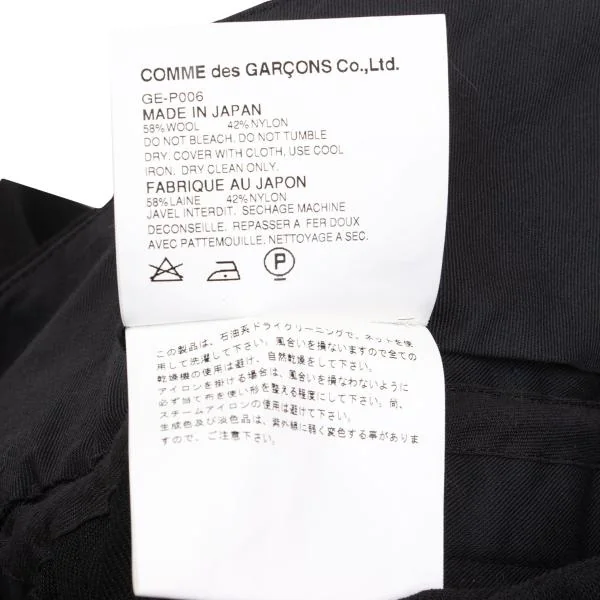 COMME des GARÇONS Co.,Ltd.
GE-P006
MADE IN JAPAN
58%WOOL 42%NYLON
DO NOT BLEACH. DO NOT TUMBLE
DRY. COVER WITH CLOTH, USE COOL
IRON. DRY CLEAN ONLY.
FABRIQUE AU JAPON
58%LAINE 42%NYLON
JAVEL INTERDIT. SECHAGE MACHINE
DECONSEILLE. REPASSER A FER DOUX
AVEC PATTEMOUILLE. NETTOYAGE A SEC.
P
この製品は、石油系ドライクリーニングで、ネットを使
用して洗濯して下さい。風合いを損ないますので全ての
乾燥機の使用は避け、自然乾燥をして下さい。
アイロンを掛ける場合は、風合いを損なわないように
必ず当て布を使い形を整える程度にして下さい。尚、
スチームアイロンの使用は避けて下さい。
生成色及び淡色品は、紫外線に弱く変色する事がありま
すので、ご注意下さい。